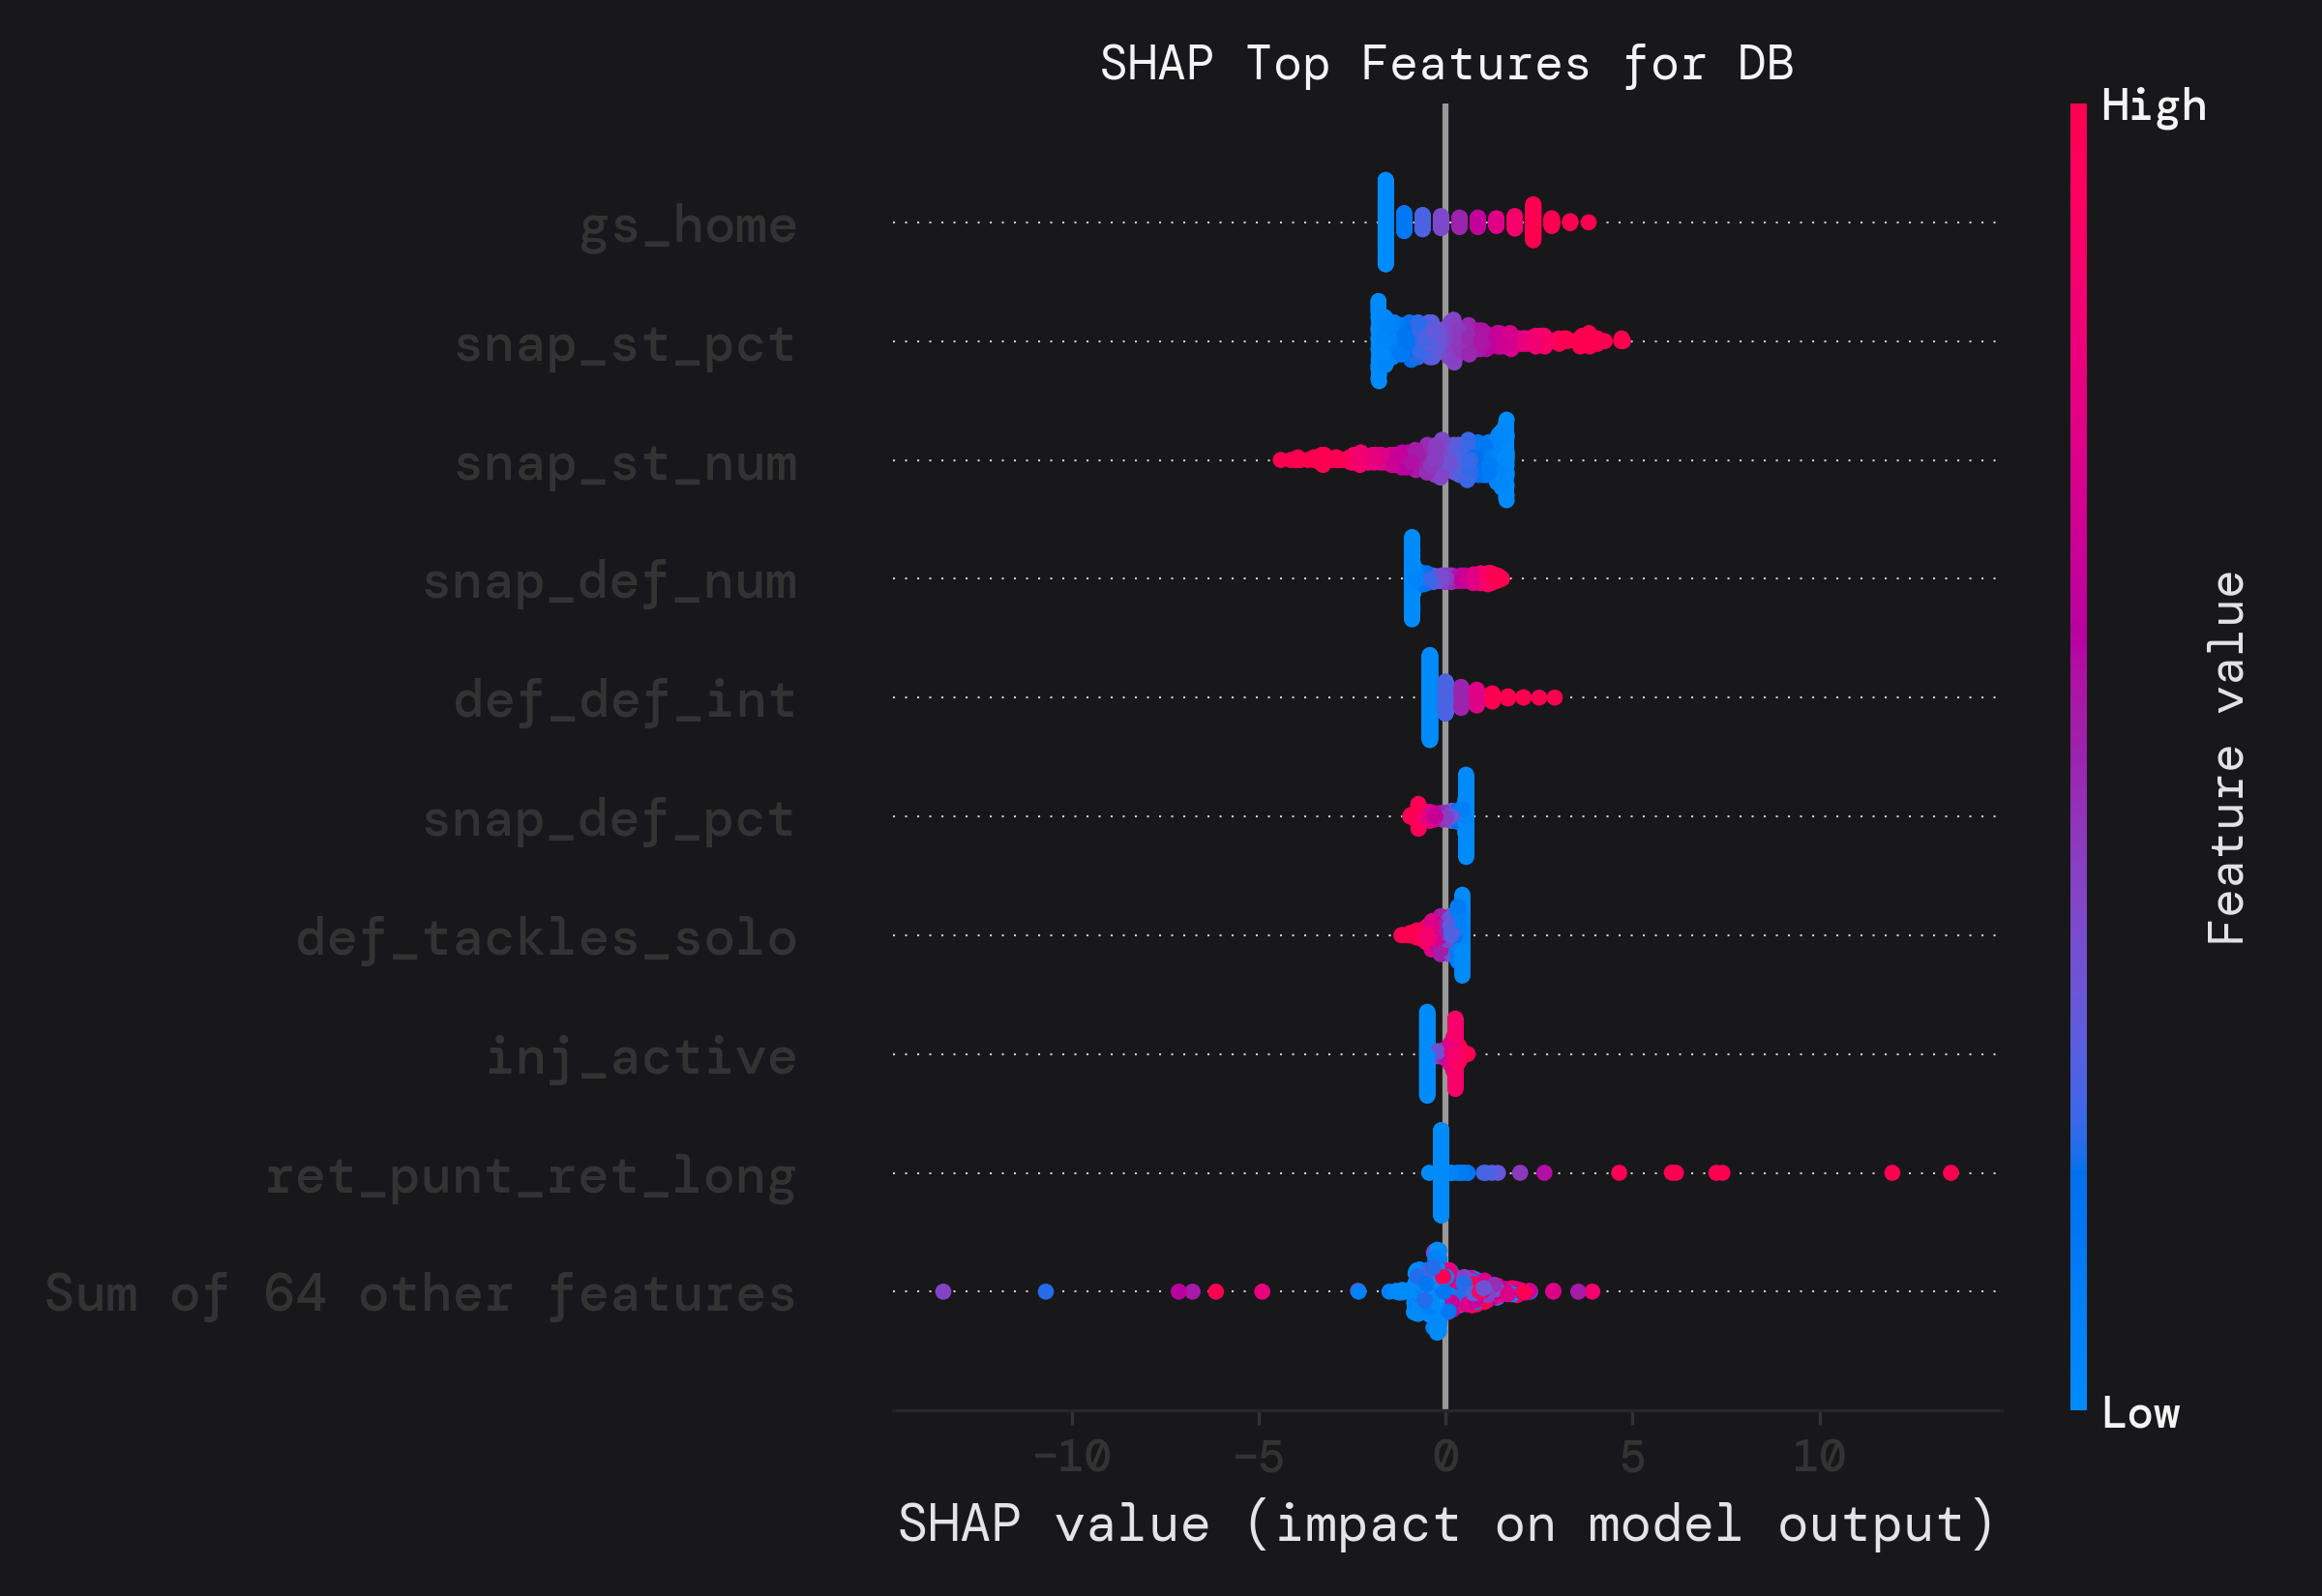 SHAP Top Features for DB
High
gs_home
snap_st_pct
snap_st_num
snap_def_num
def_def_int
snap_def_pct
def_tackles_solo
inj_active
ret_punt_ret_long
Sum of 64 other features
Feature value
Low
-10 -5 0 5 10
SHAP value (impact on model output)